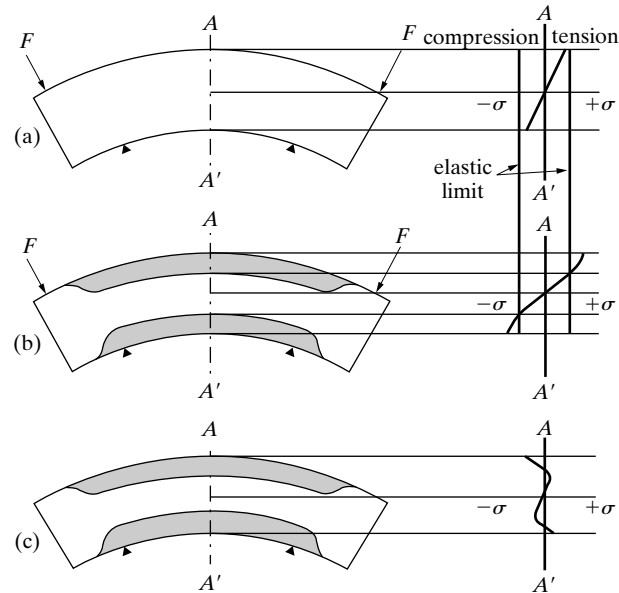 A
F
F
compression
tension
A
−σ
+σ
(a)
A′
elastic
limit
A′
A
F
F
A
−σ
+σ
(b)
A′
A′
A
A
−σ
+σ
(c)
A′
A′